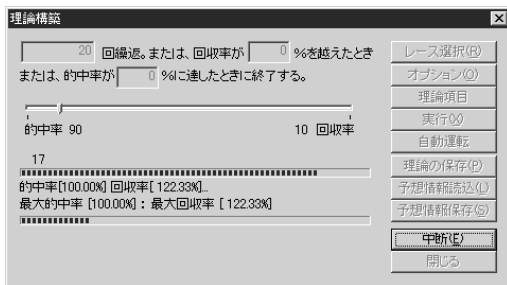 理論構築
20 回繰返。または、回収率が 0 %を越えたとき
または、的中率が 0 %に達したときに終了する。
的中率 90 10 回収率
17
的中率[100.00%] 回収率[ 122.33%]...
最大的中率 [100.00%] : 最大回収率 [ 122.33%]
レース選択(R)
オプション(O)
理論項目
実行(X)
自動運転
理論の保存(P)
予想情報読込(L)
予想情報保存(S)
中断(E)
閉じる